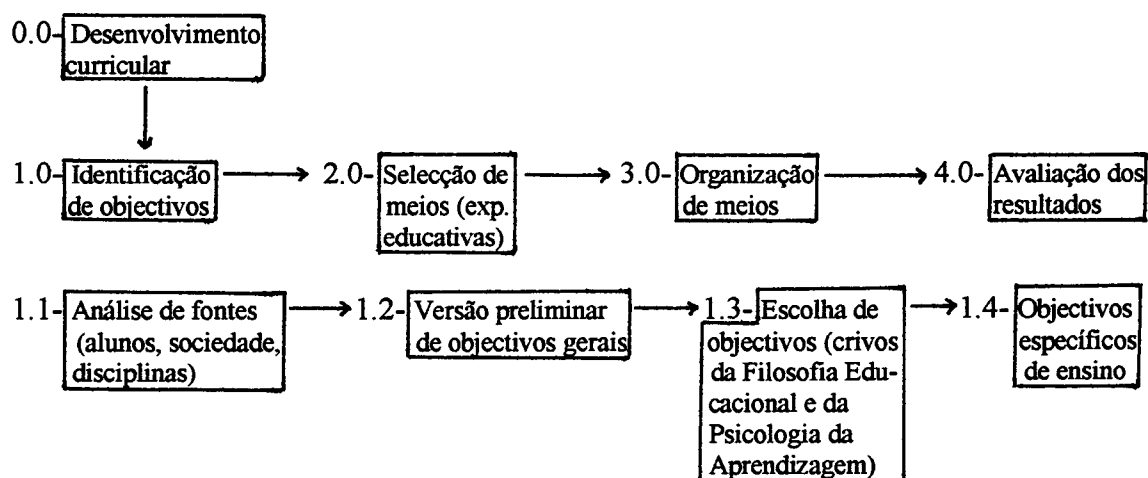 0.0- Desenvolvimento
curricular
1.0- Identificação
de objectivos
2.0- Selecção de
meios (exp.
educativas)
3.0- Organização
de meios
4.0- Avaliação dos
resultados
1.1- Análise de fontes
(alunos, sociedade,
disciplinas)
1.2- Versão preliminar
de objectivos gerais
1.3- Escolha de
objectivos (crivos
da Filosofia Edu-
cacional e da
Psicologia da
Aprendizagem)
1.4- Objectivos
específicos
de ensino